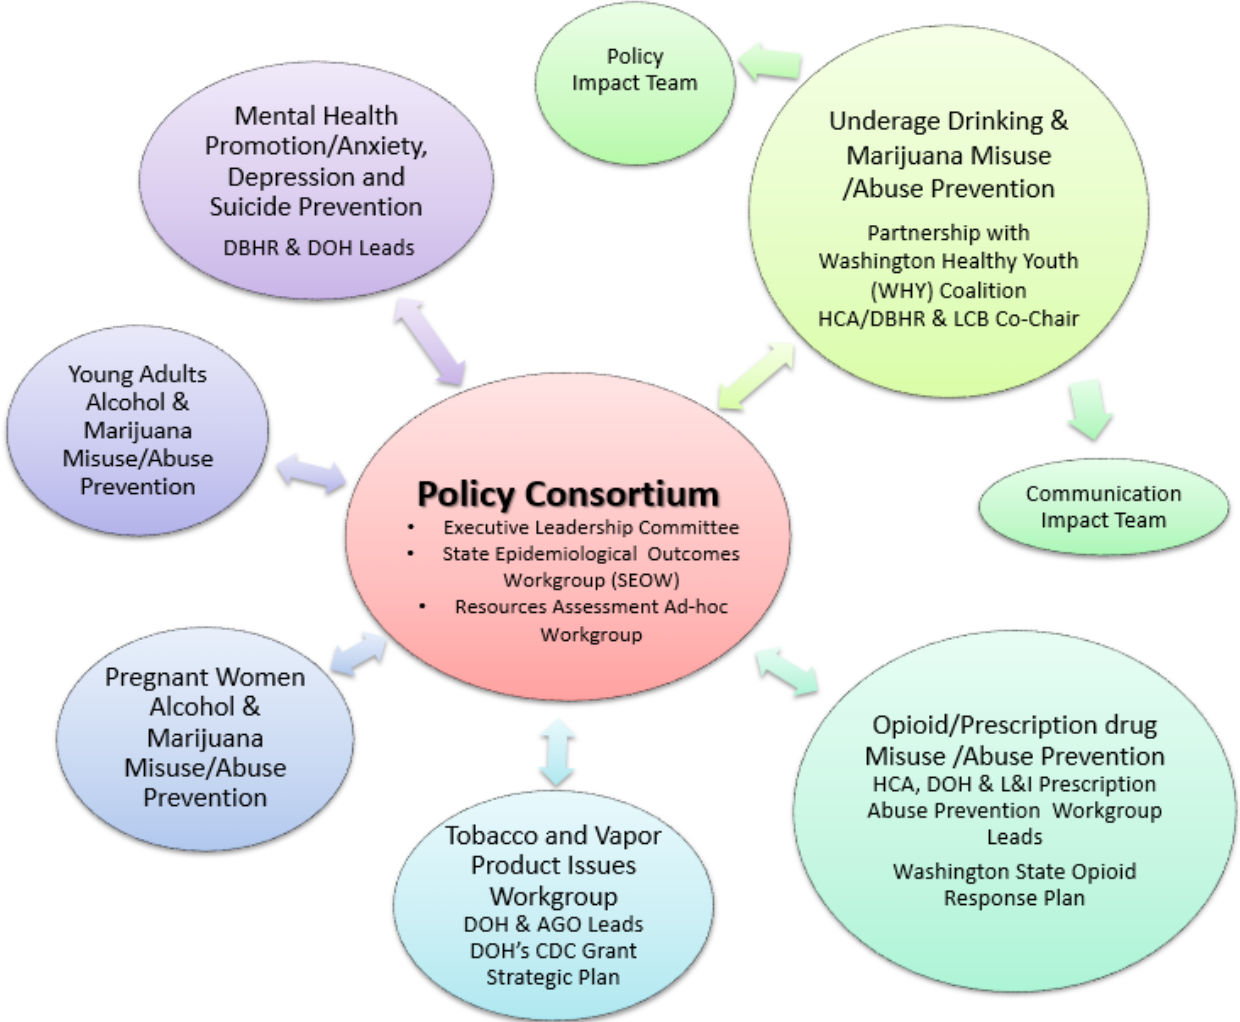 Policy
Impact Team
Mental Health
Promotion/Anxiety,
Depression and
Suicide Prevention
DBHR & DOH Leads
Underage Drinking &
Marijuana Misuse
/Abuse Prevention
Partnership with
Washington Healthy Youth
(WHY) Coalition
HCA/DBHR & LCB Co-Chair
Young Adults
Alcohol &
Marijuana
Misuse/Abuse
Prevention
Policy Consortium
• Executive Leadership Committee
• State Epidemiological Outcomes
Workgroup (SEOW)
• Resources Assessment Ad-hoc
Workgroup
Communication
Impact Team
Pregnant Women
Alcohol &
Marijuana
Misuse/Abuse
Prevention
Tobacco and Vapor
Product Issues
Workgroup
DOH & AGO Leads
DOH’s CDC Grant
Strategic Plan
Opioid/Prescription drug
Misuse /Abuse Prevention
HCA, DOH & L&I Prescription
Abuse Prevention Workgroup
Leads
Washington State Opioid
Response Plan